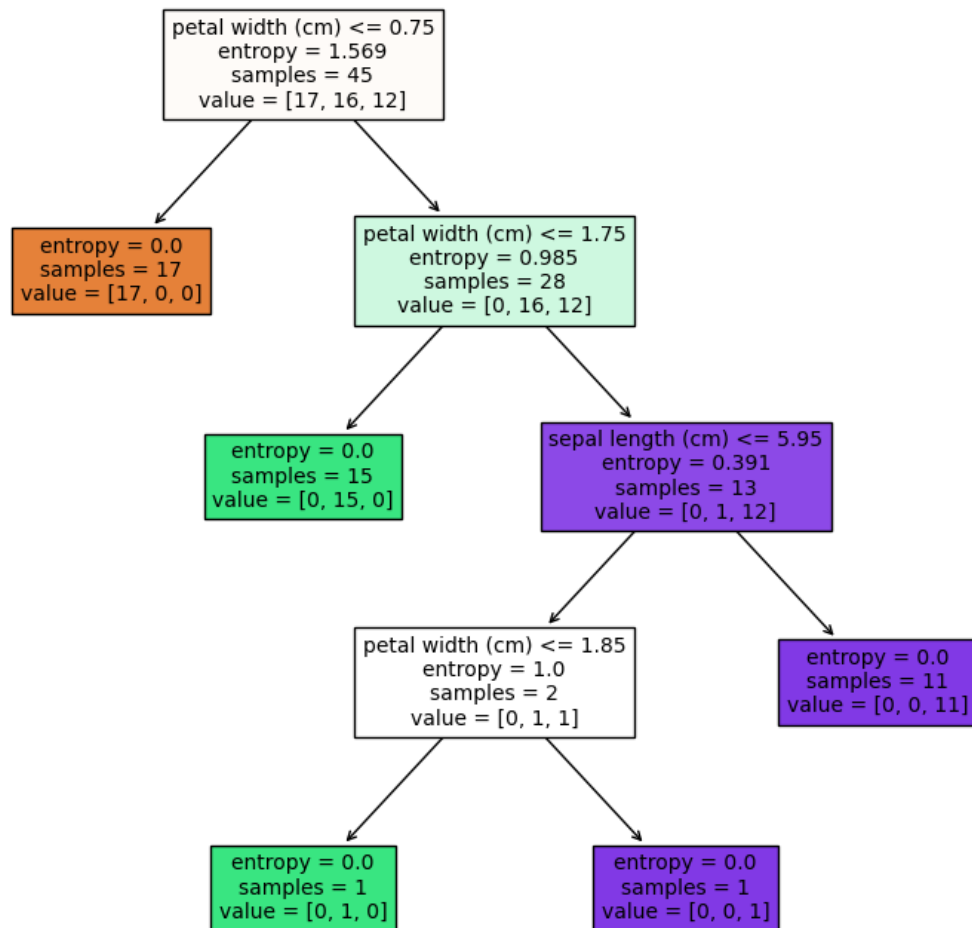 petal width (cm) <= 0.75
entropy = 1.569
samples = 45
value = [17, 16, 12]
entropy = 0.0
samples = 17
value = [17, 0, 0]
petal width (cm) <= 1.75
entropy = 0.985
samples = 28
value = [0, 16, 12]
entropy = 0.0
samples = 15
value = [0, 15, 0]
sepal length (cm) <= 5.95
entropy = 0.391
samples = 13
value = [0, 1, 12]
petal width (cm) <= 1.85
entropy = 1.0
samples = 2
value = [0, 1, 1]
entropy = 0.0
samples = 11
value = [0, 0, 11]
entropy = 0.0
samples = 1
value = [0, 1, 0]
entropy = 0.0
samples = 1
value = [0, 0, 1]